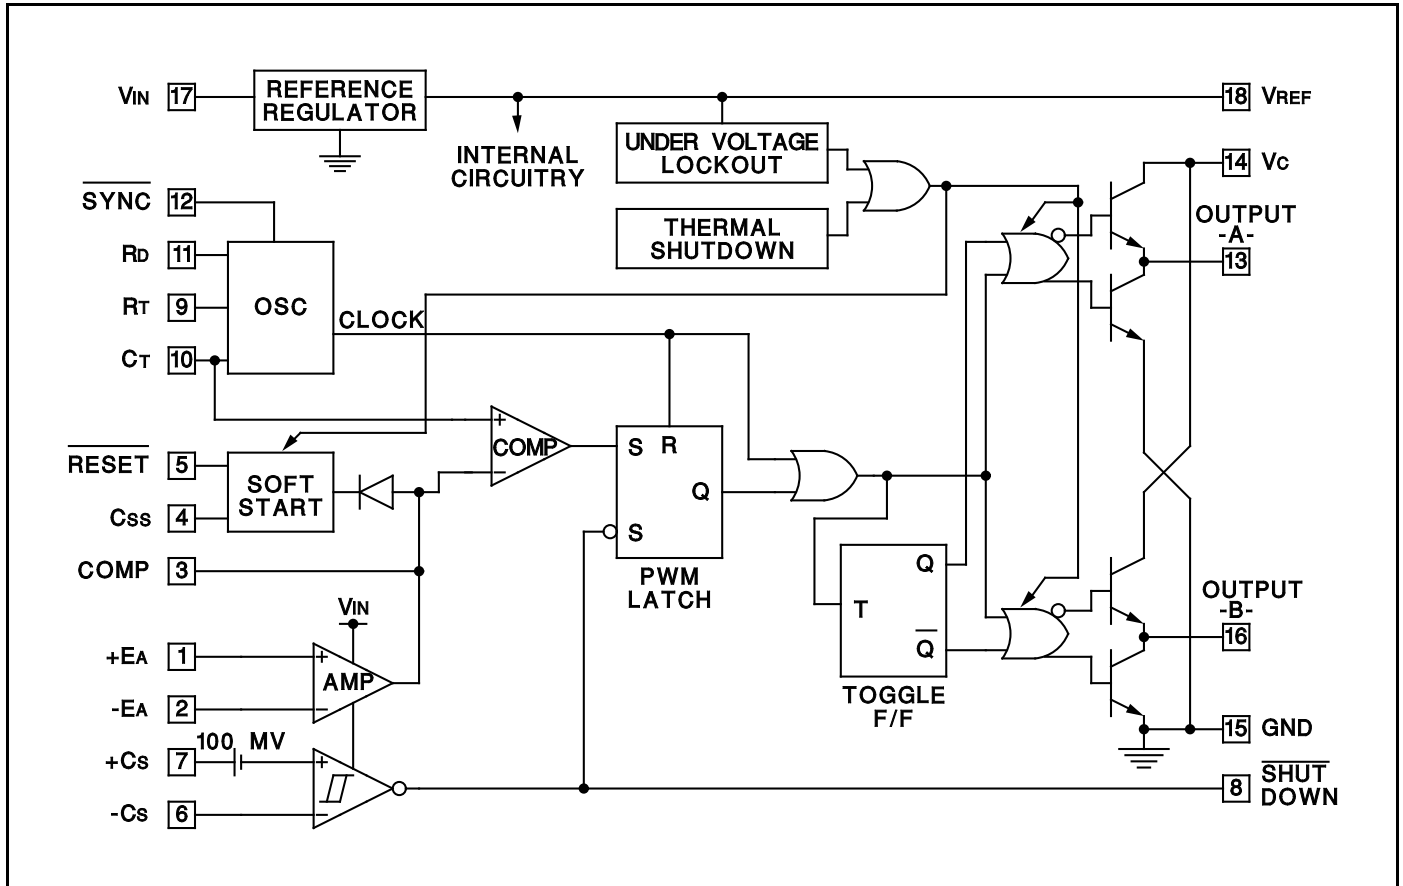 VIN 17
REFERENCE
REGULATOR
18 VREF
INTERNAL
CIRCUITRY
UNDER VOLTAGE
LOCKOUT
14 VC
SYNC 12
THERMAL
SHUTDOWN
OUTPUT
-A-
13
RD 11
RT 9
OSC
CLOCK
CT 10
+
COMP
−
RESET 5
SOFT
START
CSS 4
S R
Q
S
PWM
LATCH
COMP 3
Q
T
Q
TOGGLE
F/F
OUTPUT
-B-
16
VIN
+EA 1
+
AMP
-EA 2
−
100 MV
+CS 7
+
-CS 6
−
15 GND
8 SHUT
DOWN